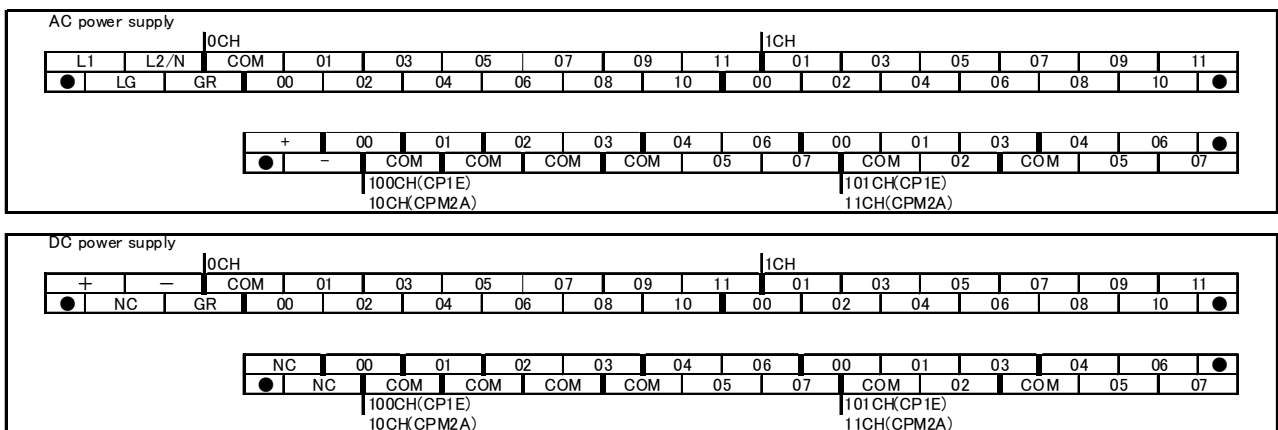 AC power supply
0CH 1CH
L1 L2/N COM 01 03 05 07 09 11 01 03 05 07 09 11
● LG GR 00 02 04 06 08 10 00 02 04 06 08 10 ●
+ 00 01 02 03 04 06 00 01 03 04 06 ●
● − COM COM COM COM 05 07 COM 02 COM 05 07
100CH(CP1E) 101CH(CP1E)
10CH(CPM2A) 11CH(CPM2A)
DC power supply
0CH 1CH
+ − COM 01 03 05 07 09 11 01 03 05 07 09 11
● NC GR 00 02 04 06 08 10 00 02 04 06 08 10 ●
NC 00 01 02 03 04 06 00 01 03 04 06 ●
● NC COM COM COM COM 05 07 COM 02 COM 05 07
100CH(CP1E) 101CH(CP1E)
10CH(CPM2A) 11CH(CPM2A)